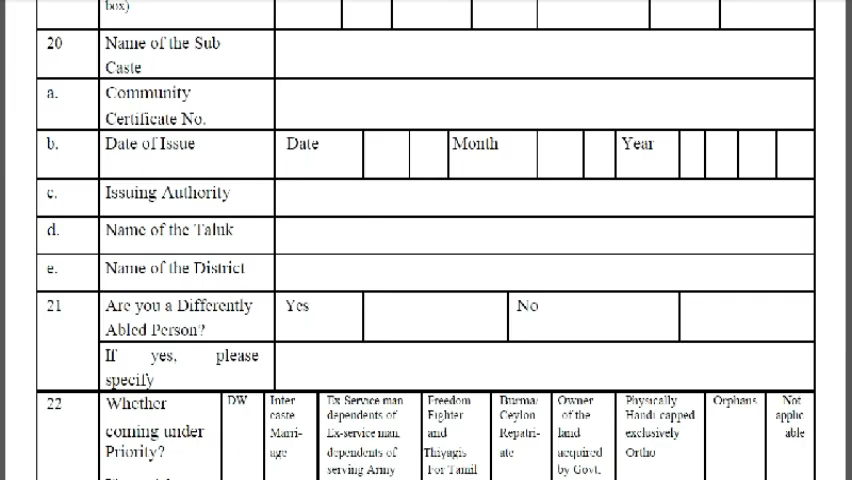 box)
20 Name of the Sub
Caste
a. Community
Certificate No.
b. Date of Issue Date Month Year
c. Issuing Authority
d. Name of the Taluk
e. Name of the District
21 Are you a Differently Yes No
Abled Person?
If yes, please
specify
22 Whether DW Inter Ex Service man Freedom Burma/ Owner Physically Orphans Not
caste dependents of Fighter Ceylon of the Handi capped applic
coming under Marri- Ex-service man, and Repatri- land exclusively able
Priority? age dependents of Thiyagis ate acquired Ortho
serving Army For Tamil by Govt.